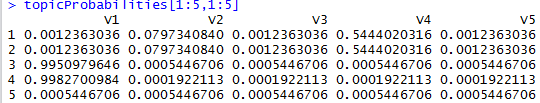 > topicProbabilities[1:5,1:5]
V1 V2 V3 V4 V5
1 0.0012363036 0.0797340840 0.0012363036 0.5444020316 0.0012363036
2 0.0012363036 0.0797340840 0.0012363036 0.5444020316 0.0012363036
3 0.9950979646 0.0005446706 0.0005446706 0.0005446706 0.0005446706
4 0.9982700984 0.0001922113 0.0001922113 0.0001922113 0.0001922113
5 0.0005446706 0.0005446706 0.0005446706 0.0005446706 0.0005446706